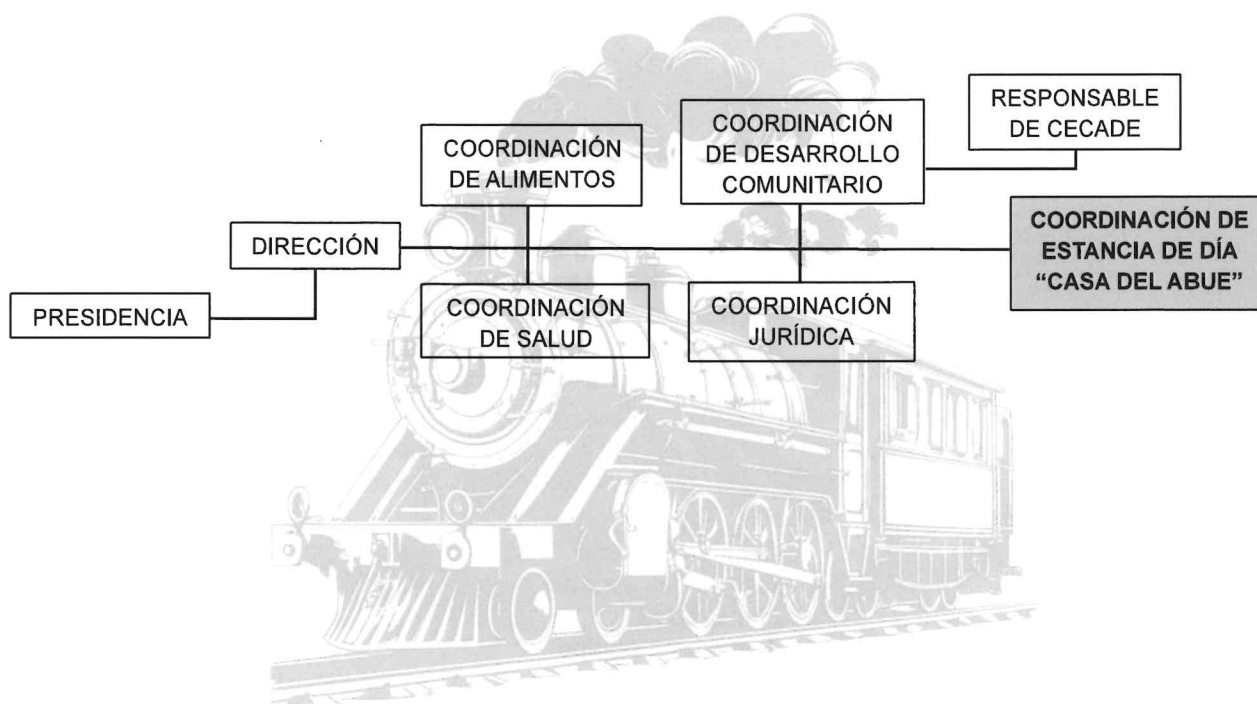 RESPONSABLE
DE CECADE
COORDINACIÓN
DE DESARROLLO
COMUNITARIO
COORDINACIÓN
DE ALIMENTOS
COORDINACIÓN DE
ESTANCIA DE DÍA
“CASA DEL ABUE”
DIRECCIÓN
PRESIDENCIA
COORDINACIÓN
DE SALUD
COORDINACIÓN
JURÍDICA